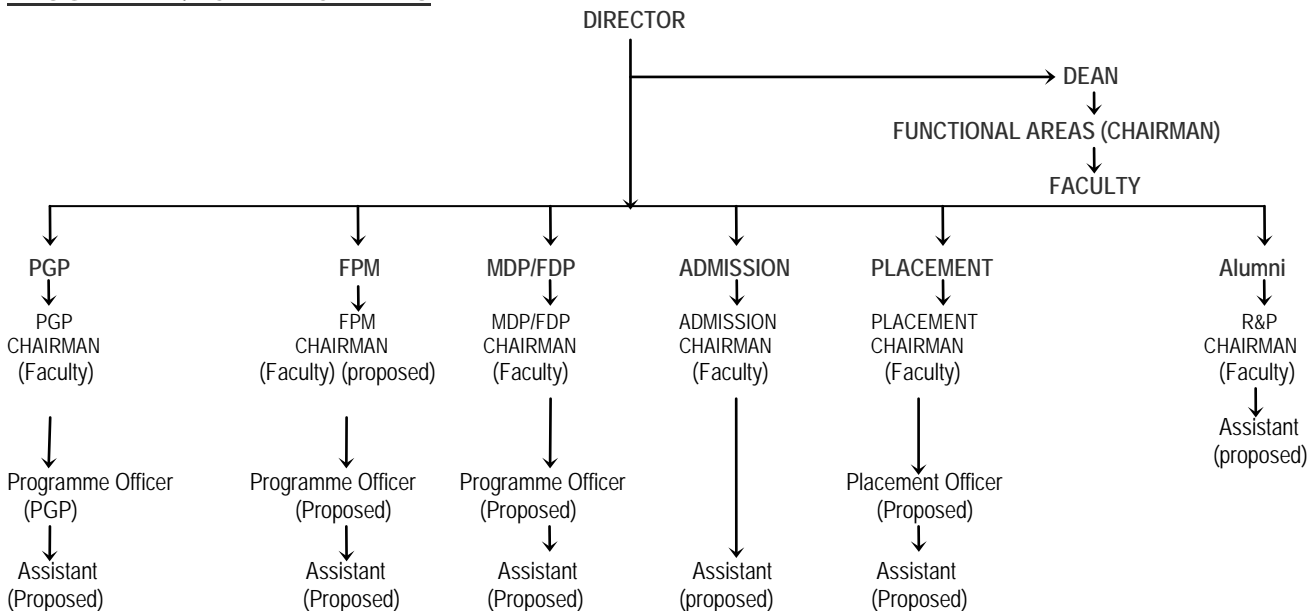 DIRECTOR
DEAN
FUNCTIONAL AREAS (CHAIRMAN)
FACULTY
PGP
FPM
MDP/FDP
ADMISSION
PLACEMENT
Alumni
PGP
CHAIRMAN
(Faculty)
FPM
CHAIRMAN
(Faculty) (proposed)
MDP/FDP
CHAIRMAN
(Faculty)
ADMISSION
CHAIRMAN
(Faculty)
PLACEMENT
CHAIRMAN
(Faculty)
R&P
CHAIRMAN
(Faculty)
Assistant
(proposed)
Programme Officer
(PGP)
Programme Officer
(Proposed)
Programme Officer
(Proposed)
Placement Officer
(Proposed)
Assistant
(Proposed)
Assistant
(Proposed)
Assistant
(Proposed)
Assistant
(proposed)
Assistant
(Proposed)